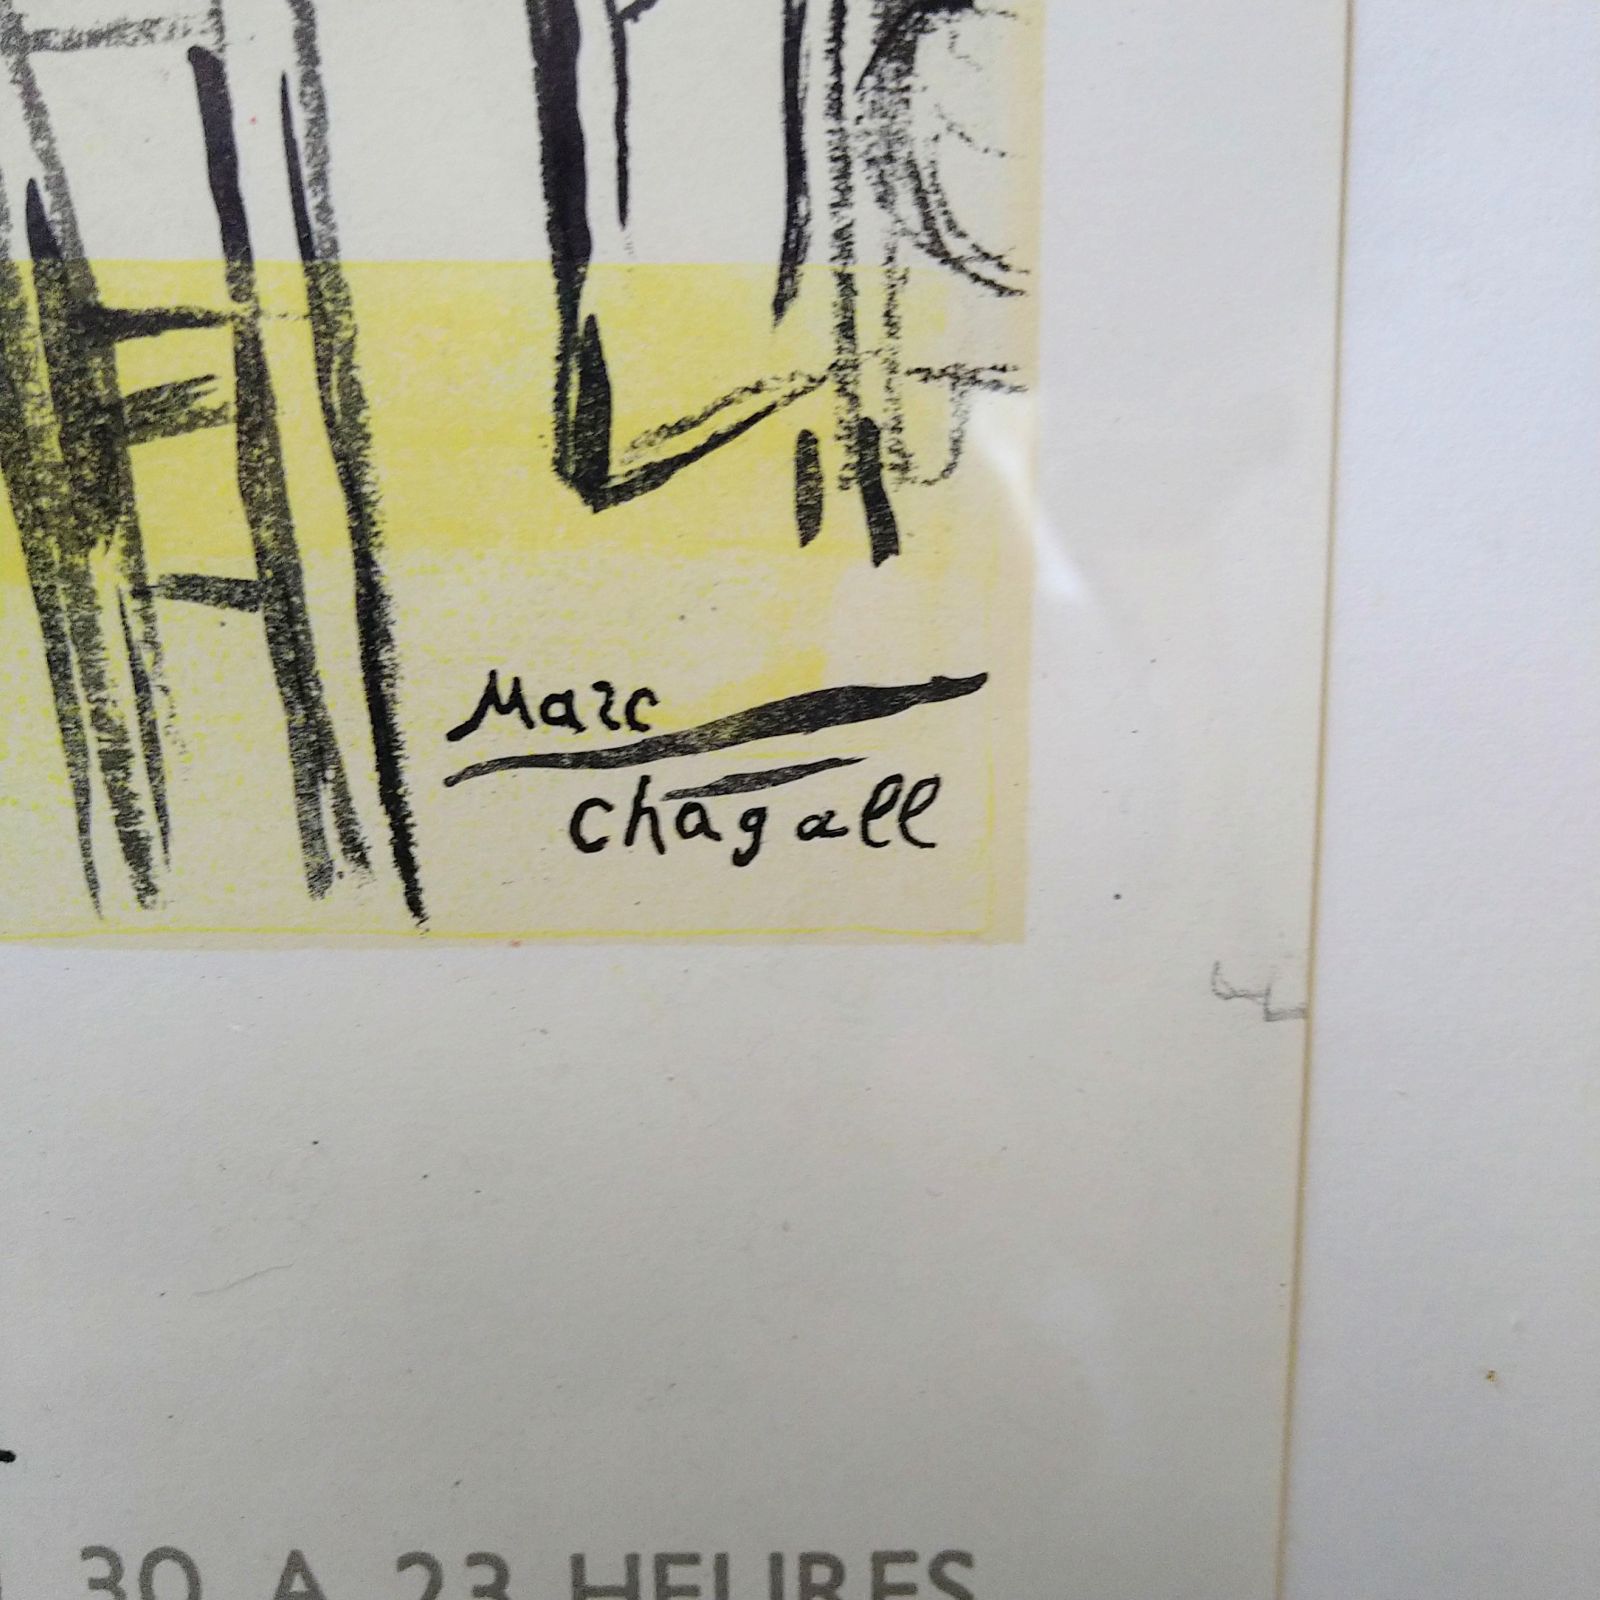 Marc
Chagall
30 A 23 HEURES